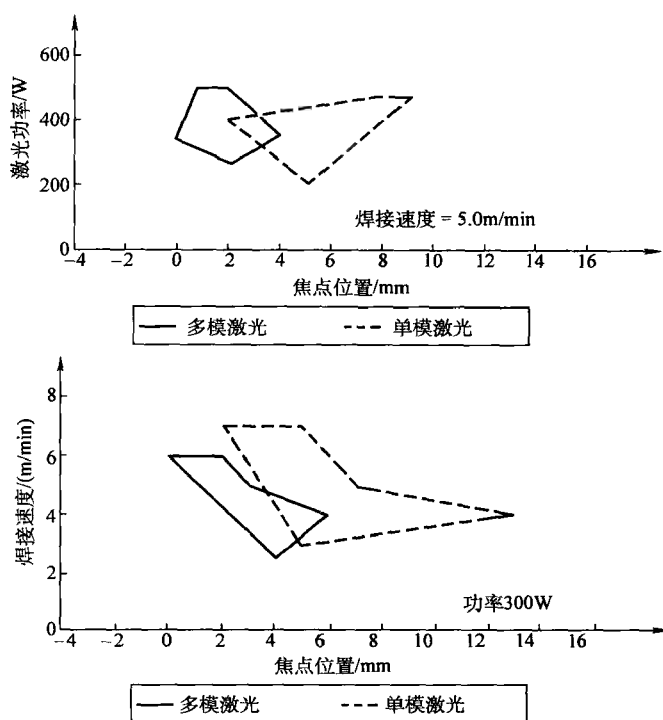 激光功率/W
600
400
200
0
焊接速度 = 5.0m/min
-4 -2 0 2 4 6 8 10 12 14 16
焦点位置/mm
多模激光 单模激光
焊接速度/(m/min)
8
6
4
2
0
功率300W
-4 -2 0 2 4 6 8 10 12 14 16
焦点位置/mm
多模激光 单模激光